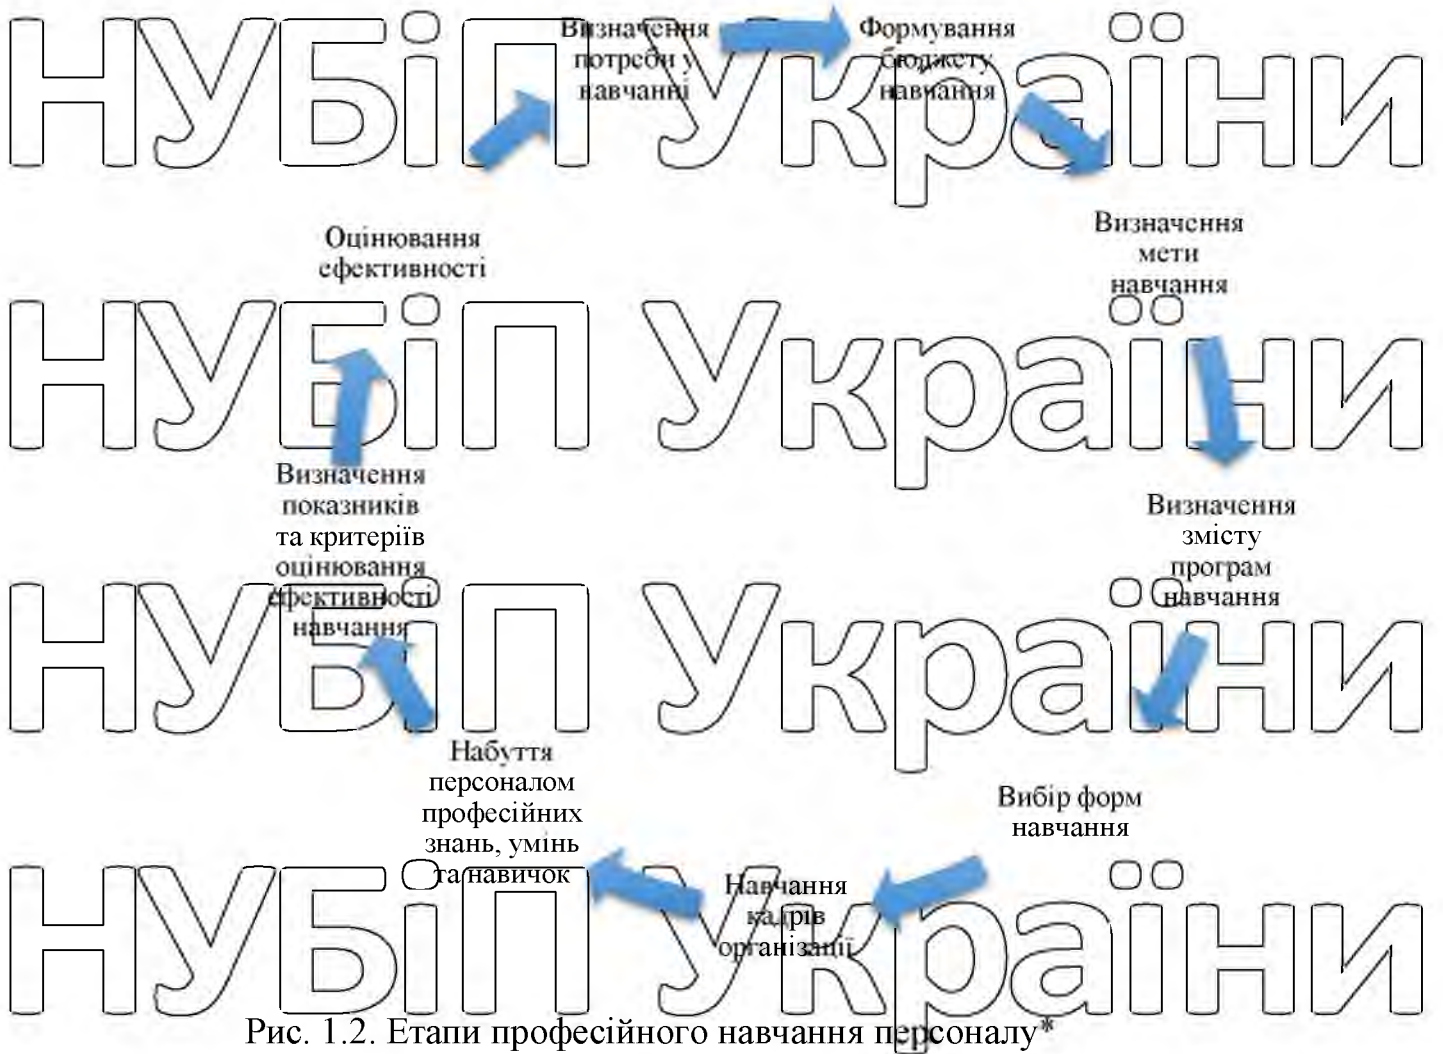 НУБіП України
Визначення
потреби у
навчанні
Формування
бюджету
навчання
Визначення
мети
навчання
Оцінювання
ефективності
НУБіП України
Визначення
показників
та критеріїв
оцінювання
ефективності
навчання
Визначення
змісту
програм
навчання
НУБіП України
Набуття
персоналом
професійних
знань, умінь
та навичок
Вибір форм
навчання
Навчання
кадрів
організації
НУБіП України
Рис. 1.2. Етапи професійного навчання персоналу*